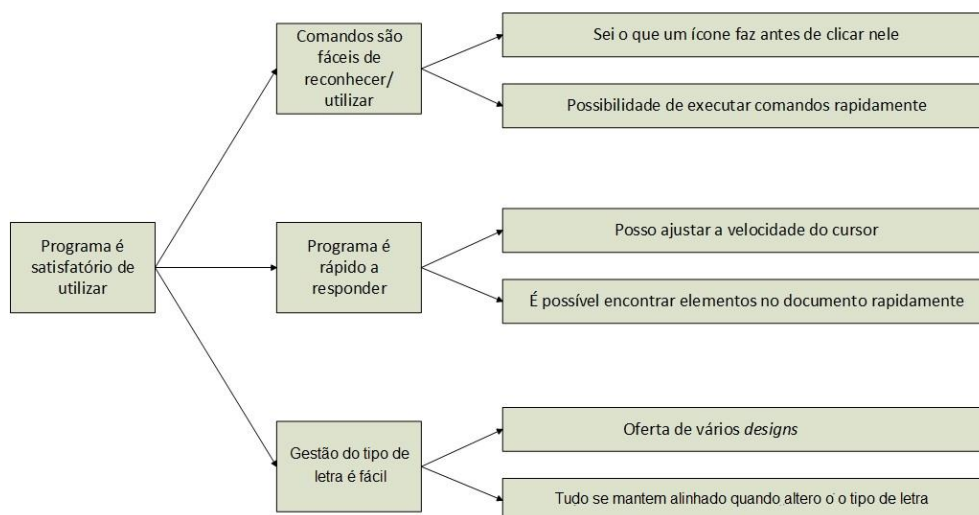 Programa é
satisfatório de
utilizar
Comandos são
fáceis de
reconhecer/
utilizar
Sei o que um ícone faz antes de clicar nele
Possibilidade de executar comandos rapidamente
Programa é
rápido a
responder
Posso ajustar a velocidade do cursor
É possível encontrar elementos no documento rapidamente
Gestão do tipo de
letra é fácil
Oferta de vários designs
Tudo se mantem alinhado quando altero o o tipo de letra